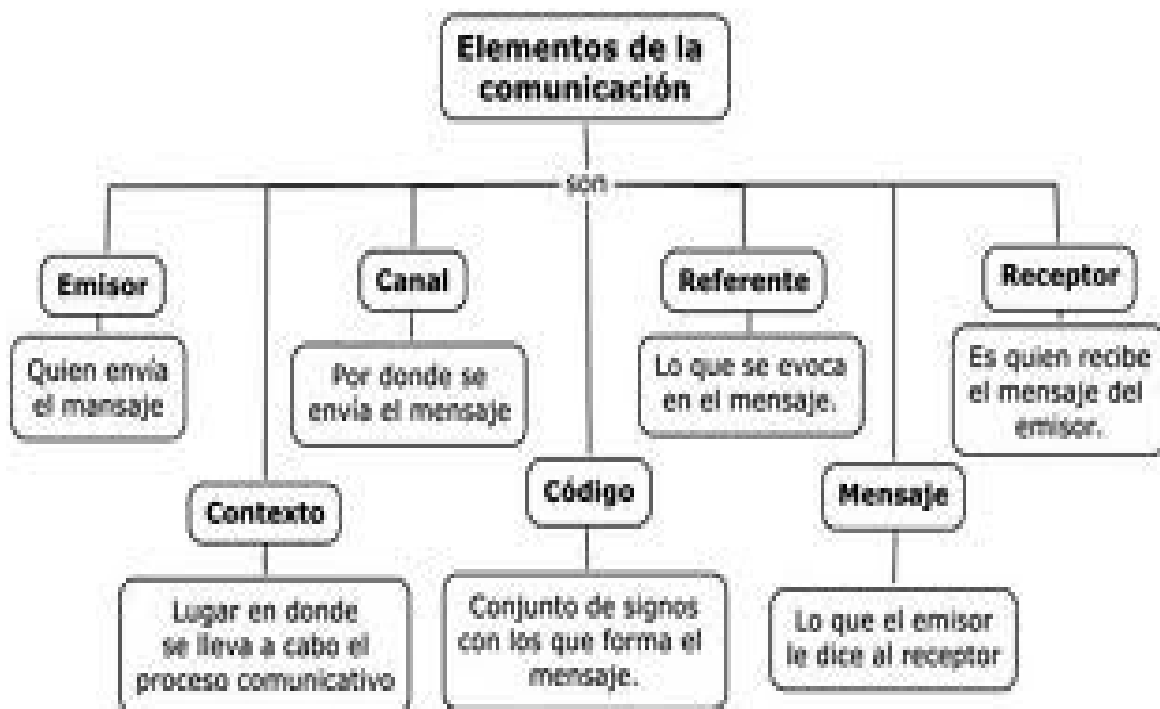 Elementos de la
comunicación
son
Emisor
Quien envía
el mansaje
Contexto
Lugar en donde
se lleva a cabo el
proceso comunicativo
Canal
Por donde se
envía el mensaje
Código
Conjunto de signos
con los que forma el
mensaje.
Referente
Lo que se evoca
en el mensaje.
Mensaje
Lo que el emisor
le dice al receptor
Receptor
Es quien recibe
el mensaje del
emisor.